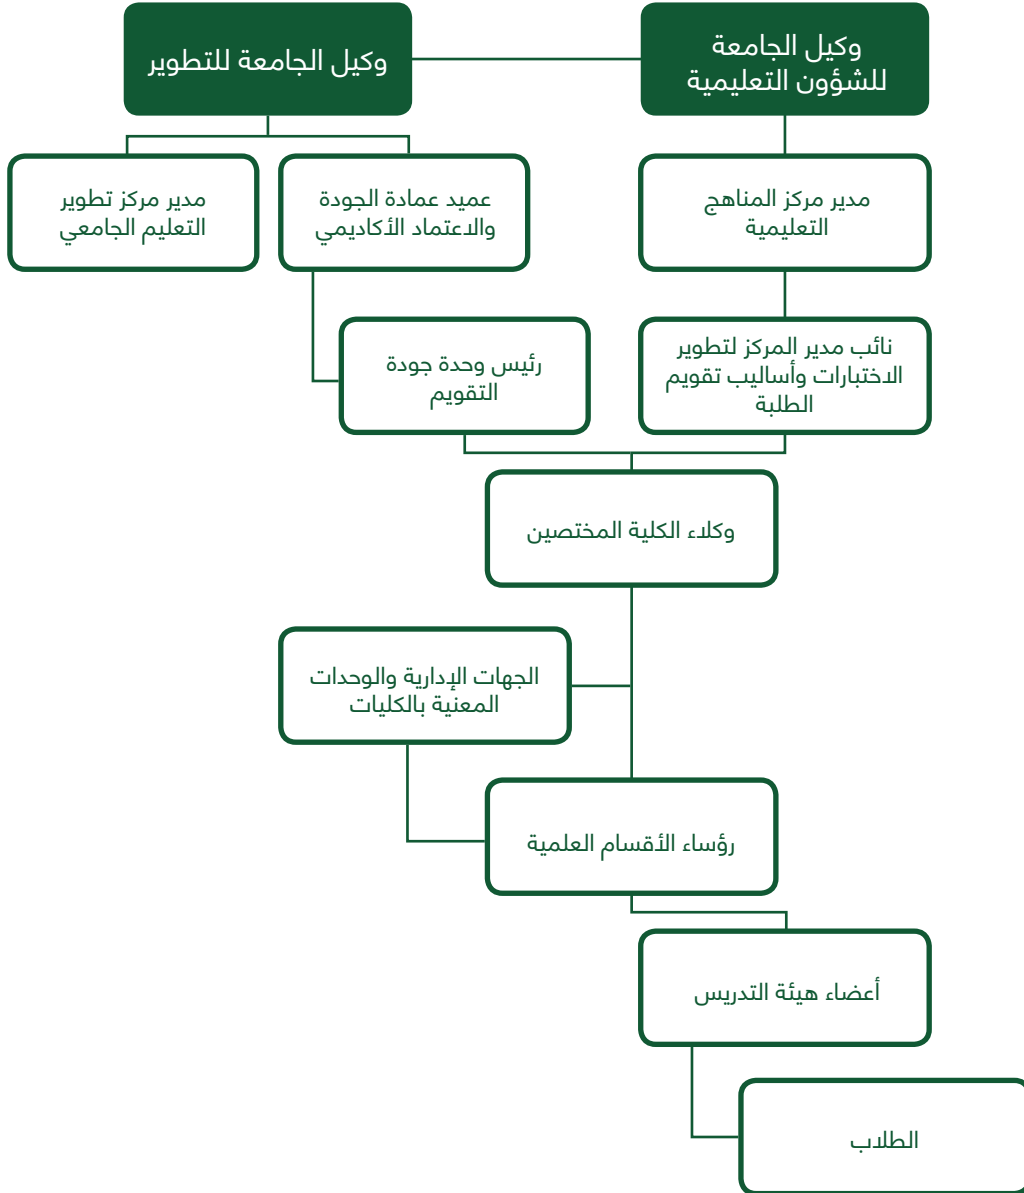 وكيل الجامعة
للشؤون التعليمية
وكيل الجامعة للتطوير
مدير مركز المناهج
التعليمية
عميد عمادة الجودة
والاعتماد الأكاديمي
مدير مركز تطوير
التعليم الجامعي
نائب مدير المركز لتطوير
الاختبارات وأساليب تقويم
الطلبة
رئيس وحدة جودة
التقويم
وكلاء الكلية المختصين
الجهات الإدارية والوحدات
المعنية بالكليات
رؤساء الأقسام العلمية
أعضاء هيئة التدريس
الطلاب